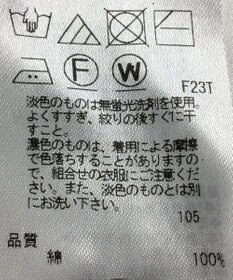 F W
F23T
淡色のものは無蛍光洗剤を使用。
よくすすぎ、絞りの後すぐに干
すこと。
濃色のものは、着用による摩擦
で色落ちすることがありますの
で、組合せの衣服にご注意くだ
さい。また、淡色のものとは別
にお洗い下さい。
105
品質
綿 100%